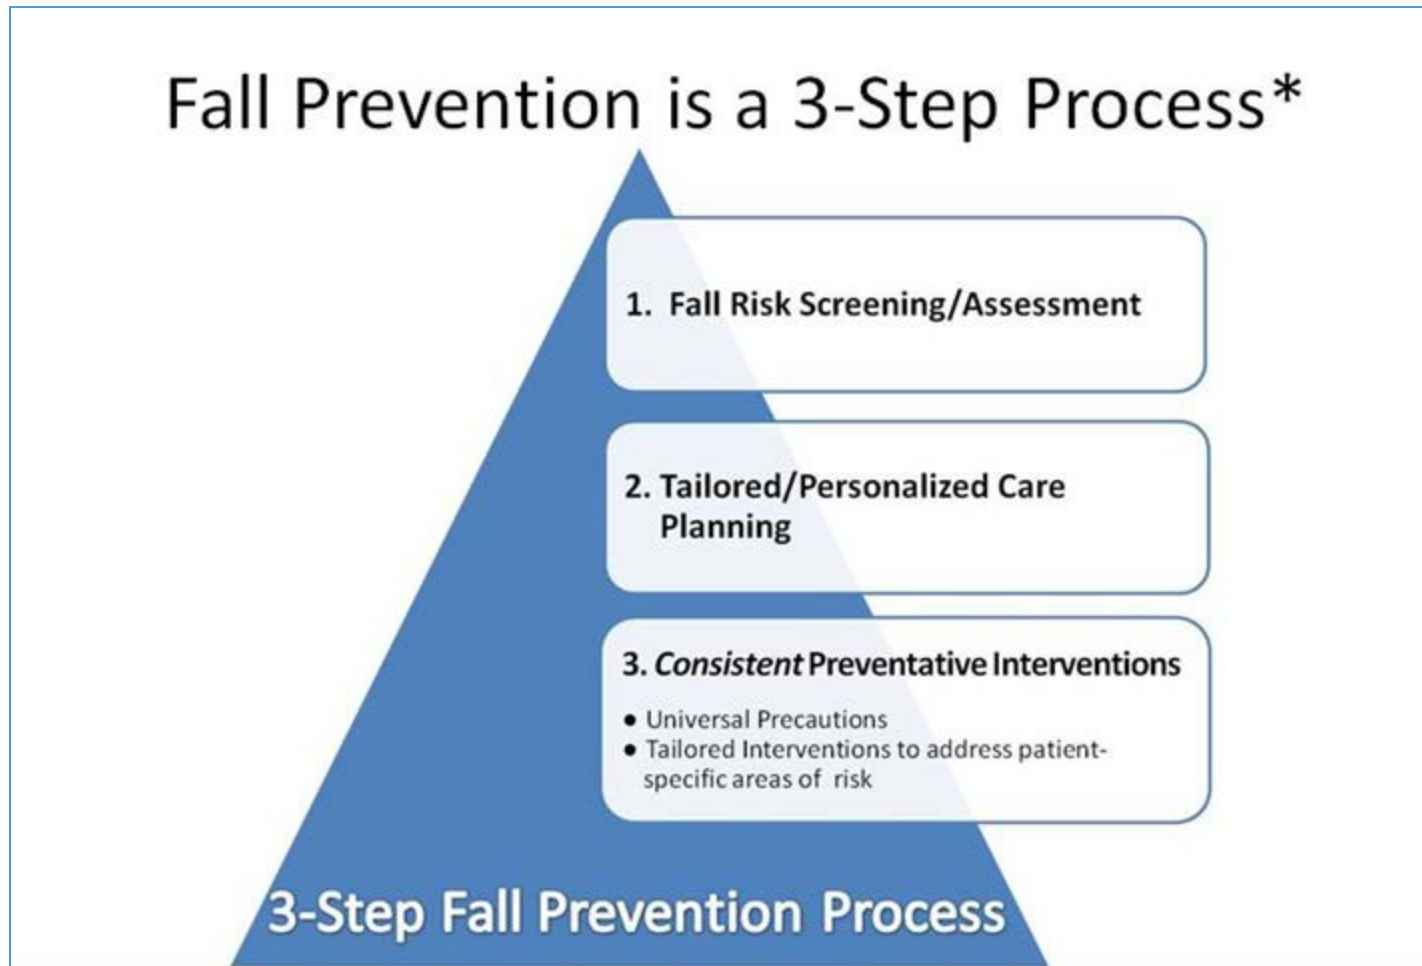 Fall Prevention is a 3-Step Process*
1. Fall Risk Screening/Assessment
2. Tailored/Personalized Care
Planning
3. Consistent Preventative Interventions
● Universal Precautions
● Tailored Interventions to address patient-
specific areas of risk
3-Step Fall Prevention Process